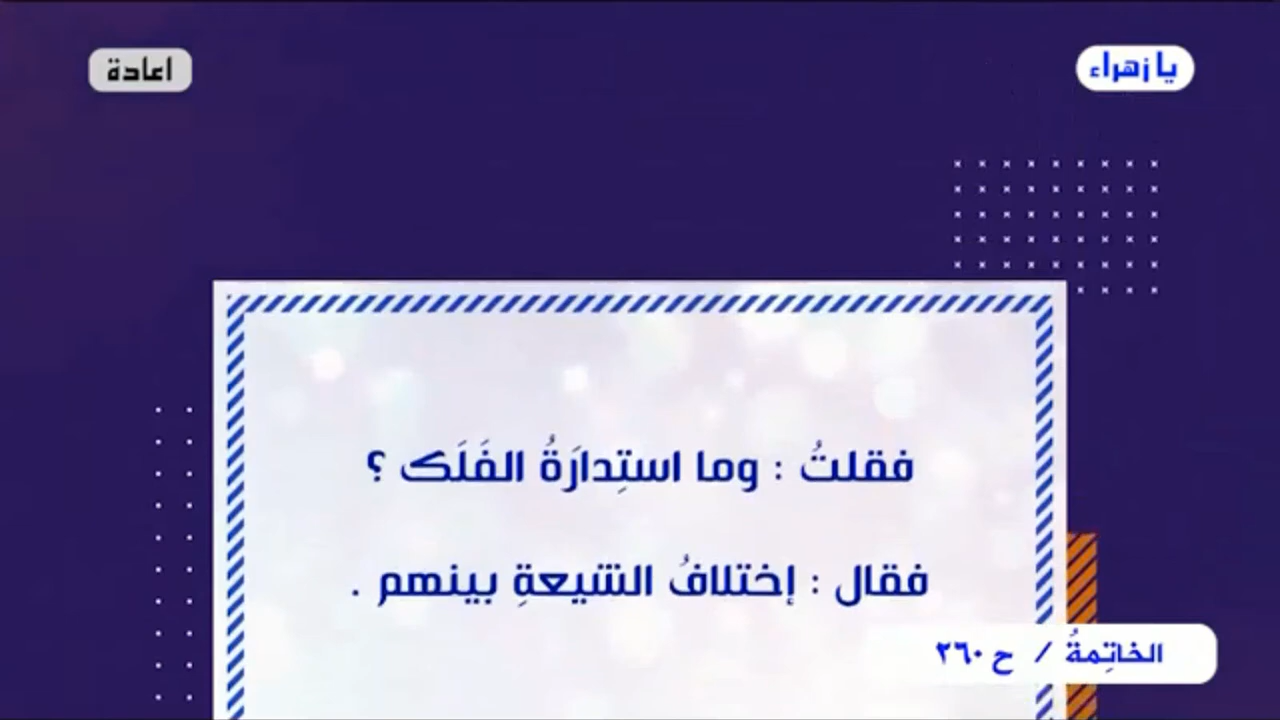 يا زهراء
اعادة
فقلتُ : وما استِدارَةُ الفَلَك ؟
فقال : إختلافُ الشيعةِ بينهم .
الخاتِمةُ / ح ٢٦٠